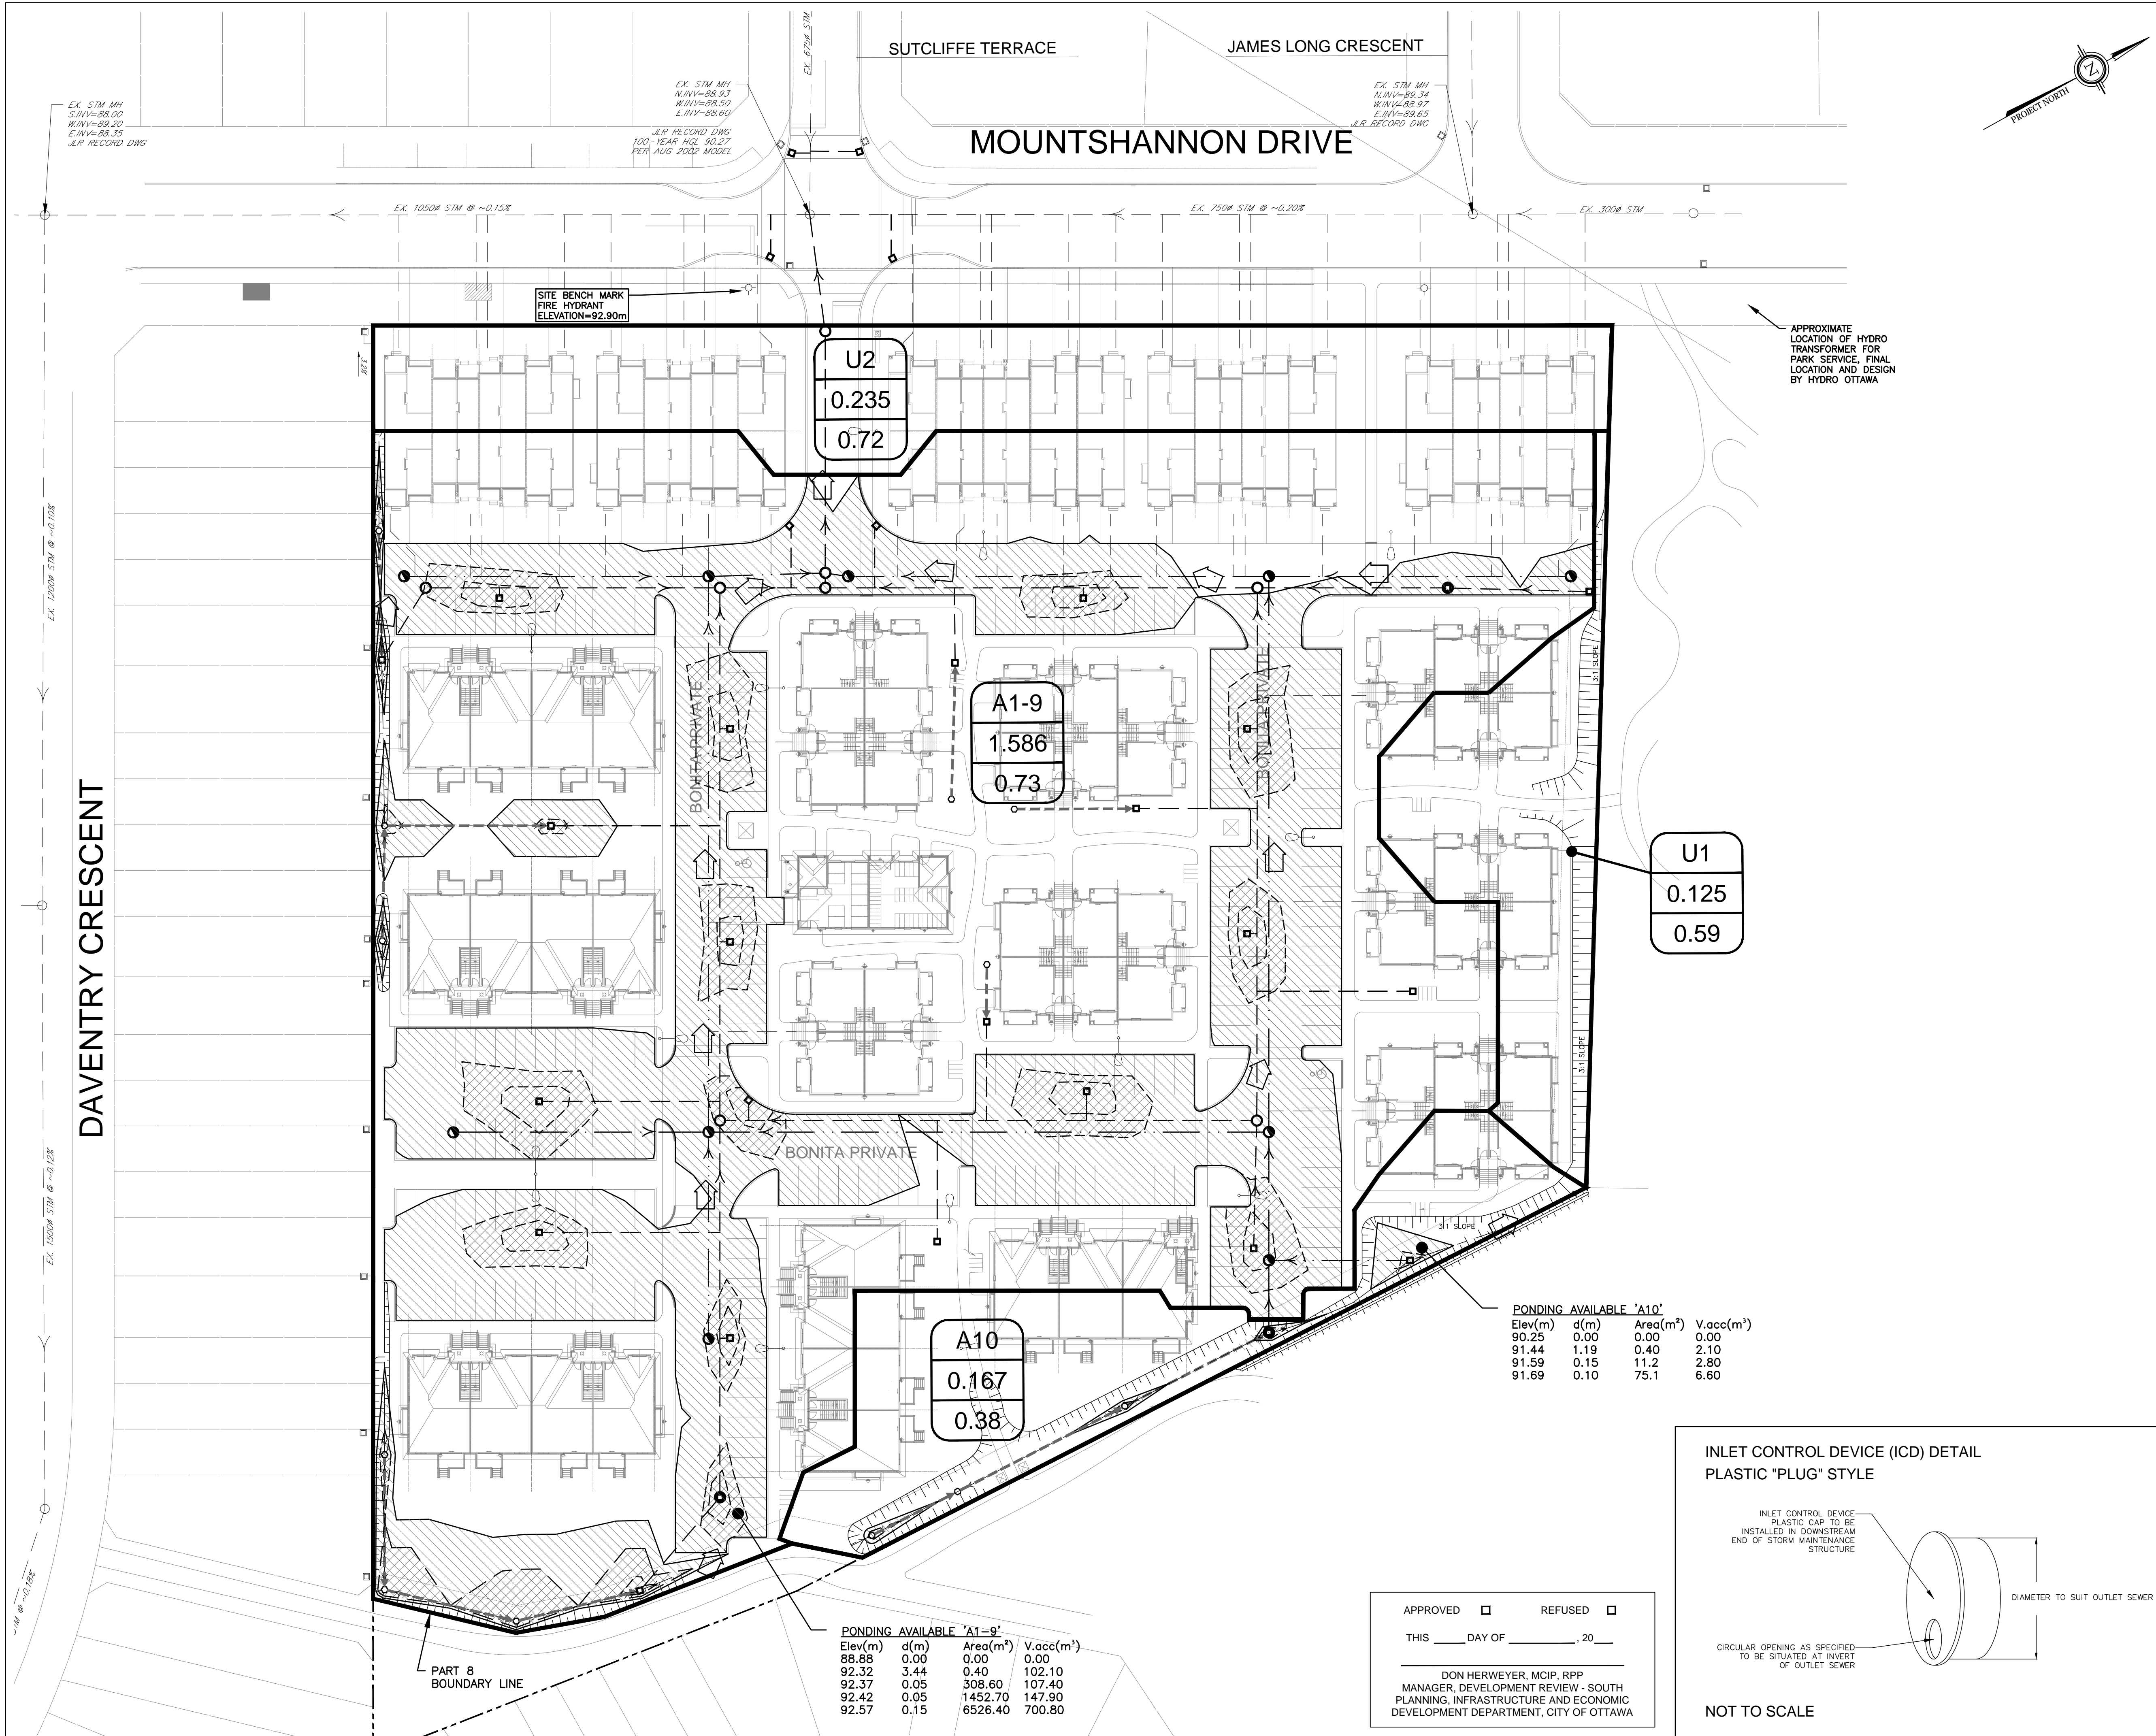 SUTCLIFFE TERRACE
JAMES LONG CRESCENT
EX. 675Ø STM
EX. STM MH
S.INV=88.00
W.INV=89.20
E.INV=88.35
JLR RECORD DWG
EX. STM MH
N.INV=88.93
W.INV=88.50
E.INV=88.60
JLR RECORD DWG
100-YEAR HGL 90.27
PER AUG 2002 MODEL
EX. STM MH
N.INV=89.34
W.INV=88.97
E.INV=89.65
JLR RECORD DWG
N
PROJECT NORTH
MOUNTSHANNON DRIVE
EX. 1050Ø STM @ ~0.15%
EX. 750Ø STM @ ~0.20%
EX. 300Ø STM
SITE BENCH MARK
FIRE HYDRANT
ELEVATION=92.90m
APPROXIMATE
LOCATION OF HYDRO
TRANSFORMER FOR
PARK SERVICE, FINAL
LOCATION AND DESIGN
BY HYDRO OTTAWA
U2
0.235
0.72
EX. 1200Ø STM @ ~0.10%
3:1 SLOPE
BONITA PRIVATE
BONITA PRIVATE
A1-9
1.586
0.73
U1
0.125
0.59
DAVENTRY CRESCENT
3:1 SLOPE
BONITA PRIVATE
EX. 1500Ø STM @ ~0.12%
3:1 SLOPE
A10
0.167
0.38
PONDING AVAILABLE 'A10'
Elev(m) d(m) Area(m²) V.acc(m³)
90.25 0.00 0.00 0.00
91.44 1.19 0.40 2.10
91.59 0.15 11.2 2.80
91.69 0.10 75.1 6.60
STM @ ~0.18%
PART 8
BOUNDARY LINE
PONDING AVAILABLE 'A1-9'
Elev(m) d(m) Area(m²) V.acc(m³)
88.88 0.00 0.00 0.00
92.32 3.44 0.40 102.10
92.37 0.05 308.60 107.40
92.42 0.05 1452.70 147.90
92.57 0.15 6526.40 700.80
APPROVED REFUSED
THIS ____ DAY OF __________, 20 __
DON HERWEYER, MCIP, RPP
MANAGER, DEVELOPMENT REVIEW - SOUTH
PLANNING, INFRASTRUCTURE AND ECONOMIC
DEVELOPMENT DEPARTMENT, CITY OF OTTAWA
INLET CONTROL DEVICE (ICD) DETAIL
PLASTIC "PLUG" STYLE
INLET CONTROL DEVICE
PLASTIC CAP TO BE
INSTALLED IN DOWNSTREAM
END OF STORM MAINTENANCE
STRUCTURE
DIAMETER TO SUIT OUTLET SEWER
CIRCULAR OPENING AS SPECIFIED
TO BE SITUATED AT INVERT
OF OUTLET SEWER
NOT TO SCALE